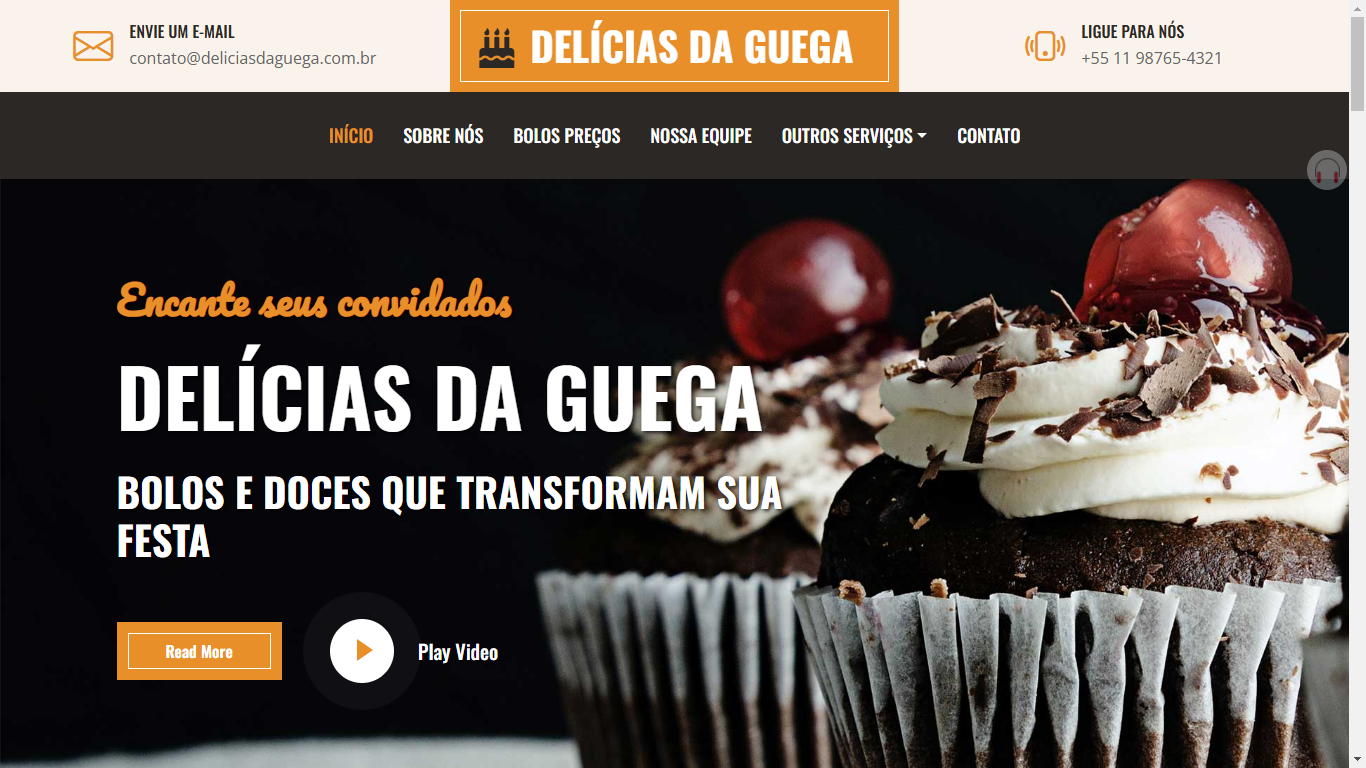 ENVIE UM E-MAIL
contato@deliciasdaguega.com.br
DELÍCIAS DA GUEGA
LIGUE PARA NÓS
+55 11 98765-4321
INÍCIO SOBRE NÓS BOLOS PREÇOS NOSSA EQUIPE OUTROS SERVIÇOS CONTATO
Encante seus convidados
DELÍCIAS DA GUEGA
BOLOS E DOCES QUE TRANSFORMAM SUA
FESTA
Read More
Play Video